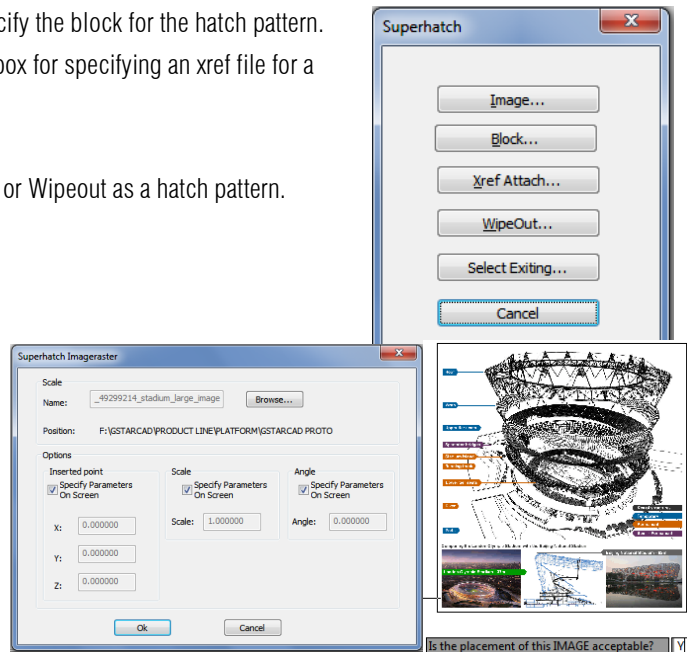 cify the block for the hatch pattern.
box for specifying an xref file for a
or Wipeout as a hatch pattern.
Superhatch
Image...
Block...
Xref Attach...
WipeOut...
Select Exiting...
Cancel
Superhatch Imageraster
Scale
Name:
_49299214_stadium_large_image
Browse...
Position:
F:\GSTARCAD\PRODUCT LINE\PLATFORM\GSTARCAD PROTO
Options
Inserted point
Specify Parameters
On Screen
X:
0.000000
Y:
0.000000
Z:
0.000000
Scale
Specify Parameters
On Screen
Scale:
1.000000
Angle
Specify Parameters
On Screen
Angle:
0.000000
Ok
Cancel
Is the placement of this IMAGE acceptable?
Y